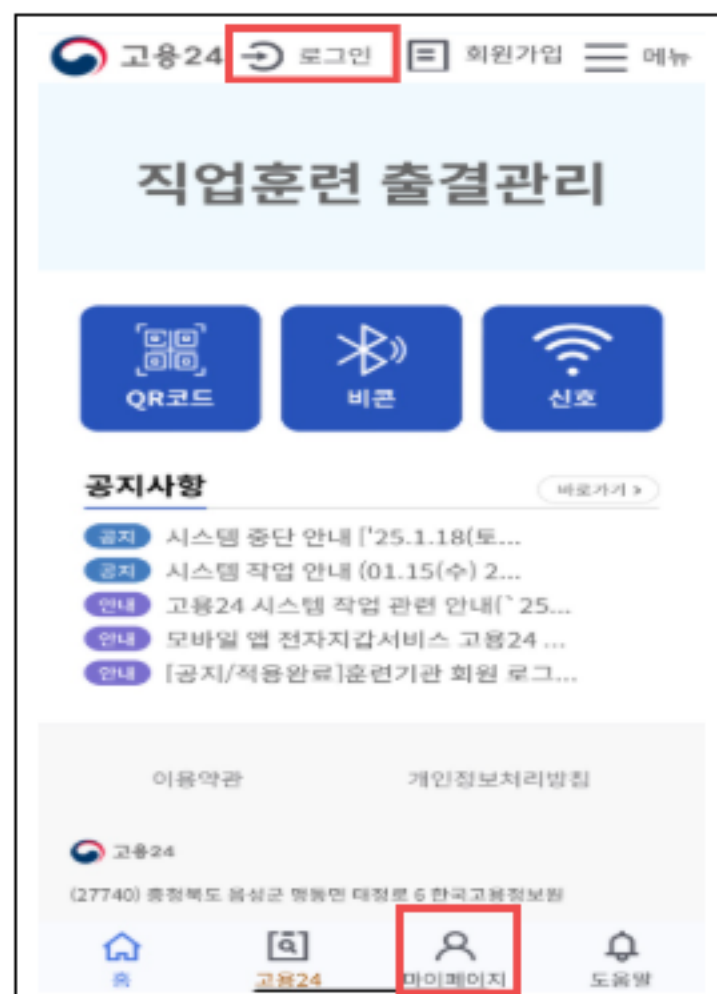 고용24 로그인 회원가입 메뉴
직업훈련 출결관리
QR코드 비콘 신호
공지사항 바로가기 >
공지 시스템 중단 안내 ['25.1.18(토...
공지 시스템 작업 안내 (01.15(수) 2...
안내 고용24 시스템 작업 관련 안내(`25...
안내 모바일 앱 전자지갑서비스 고용24 ...
안내 [공지/적용완료]훈련기관 회원 로그...
이용약관 개인정보처리방침
고용24
(27740) 충청북도 음성군 맹동면 태정로 6 한국고용정보원
홈 고용24 마이페이지 도움말